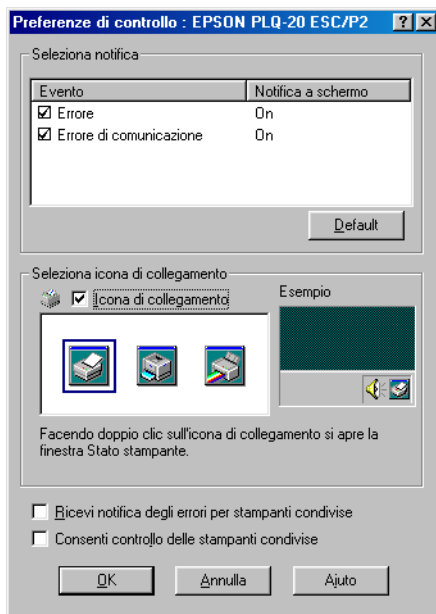 Preferenze di controllo : EPSON PLQ-20 ESC/P2
Seleziona notifica
Evento Notifica a schermo
Errore On
Errore di comunicazione On
Default
Seleziona icona di collegamento
Icona di collegamento Esempio
Facendo doppio clic sull'icona di collegamento si apre la
finestra Stato stampante.
Ricevi notifica degli errori per stampanti condivise
Consenti controllo delle stampanti condivise
OK Annulla Aiuto